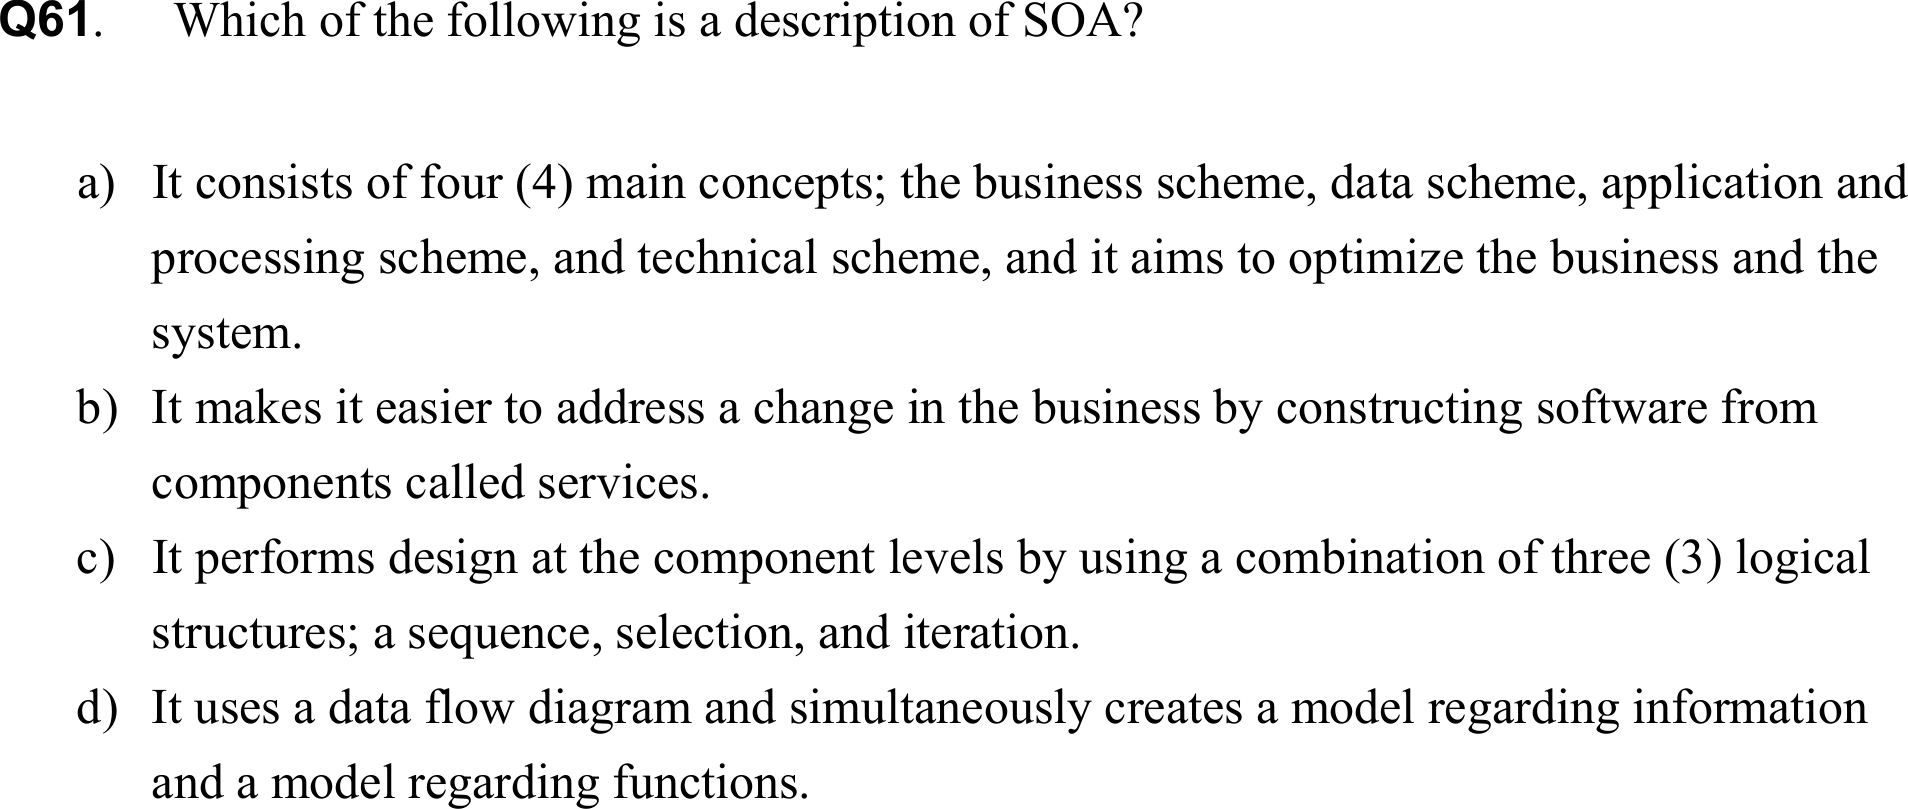 Q61. Which of the following is a description of SOA?
a) It consists of four (4) main concepts; the business scheme, data scheme, application and
processing scheme, and technical scheme, and it aims to optimize the business and the
system.
b) It makes it easier to address a change in the business by constructing software from
components called services.
c) It performs design at the component levels by using a combination of three (3) logical
structures; a sequence, selection, and iteration.
d) It uses a data flow diagram and simultaneously creates a model regarding information
and a model regarding functions.